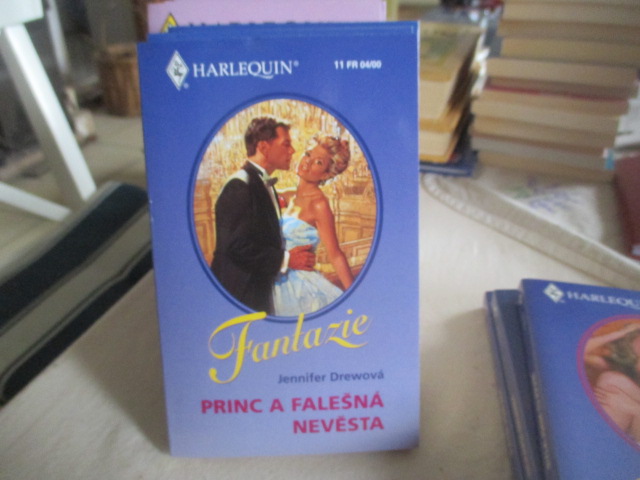 HARLEQUIN®
11 FR 04/00
Fantazie
Jennifer Drewová
PRINC A FALEŠNÁ
NEVĚSTA
HARLEQUIN